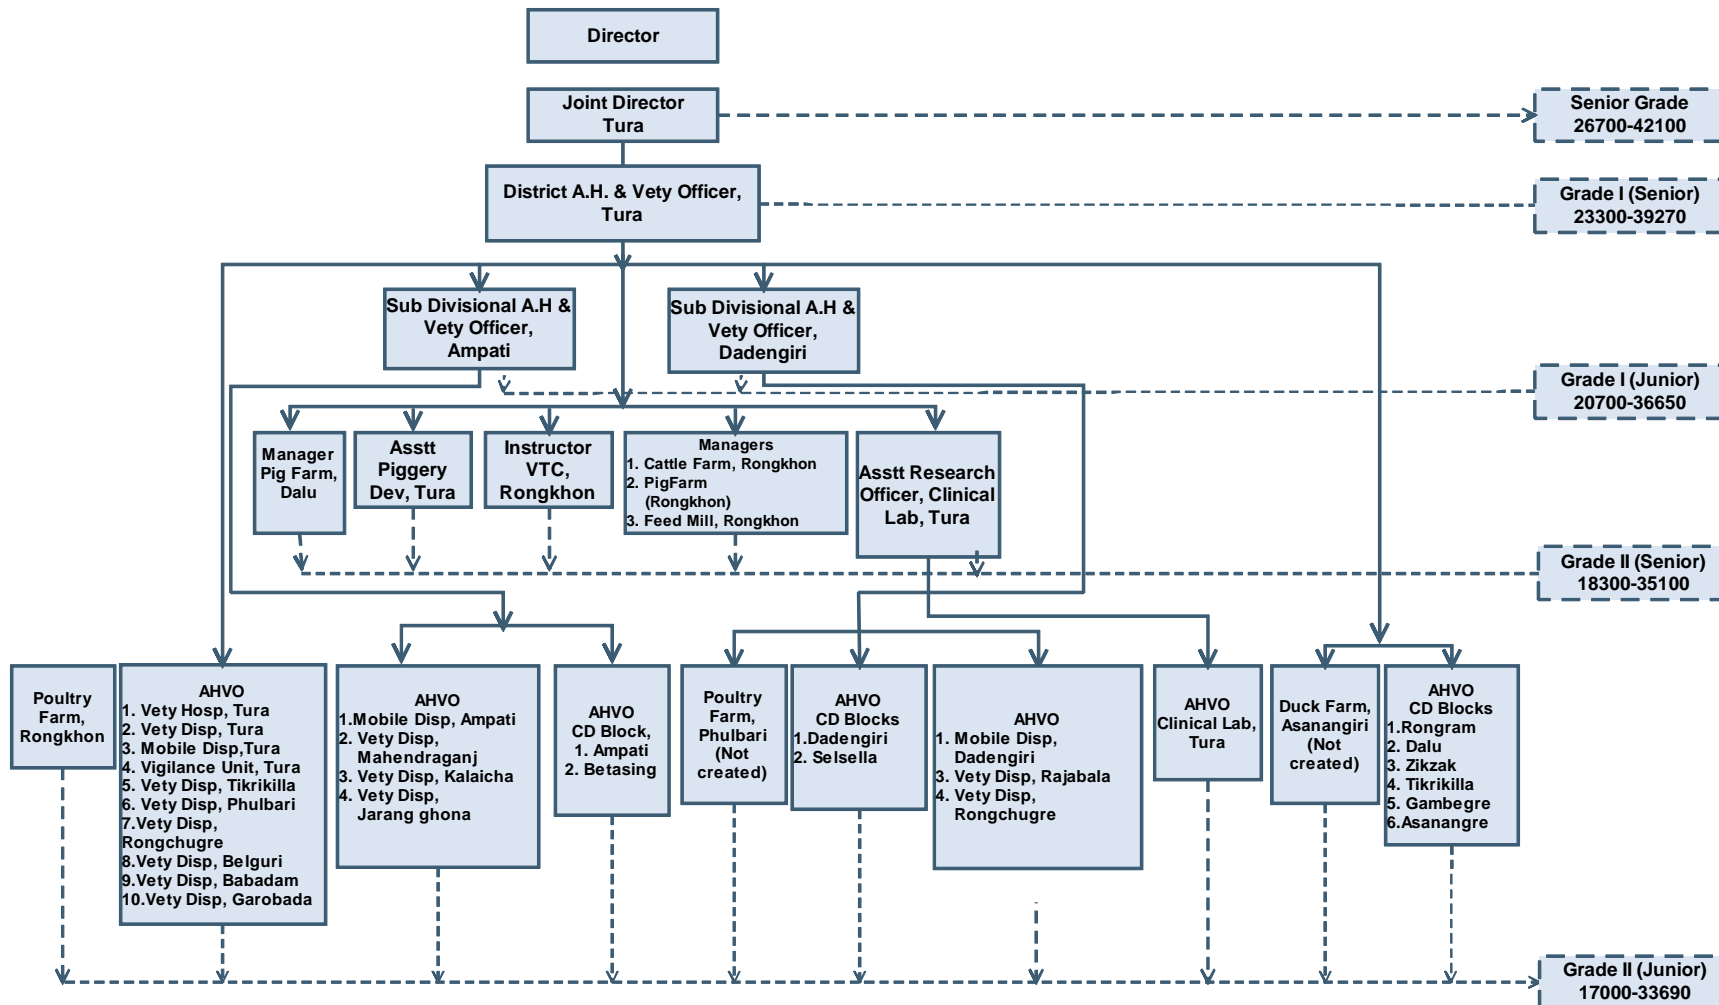 Director
Joint Director
Tura
Senior Grade
26700-42100
District A.H. & Vety Officer,
Tura
Grade I (Senior)
23300-39270
Sub Divisional A.H &
Vety Officer,
Ampati
Sub Divisional A.H &
Vety Officer,
Dadengiri
Grade I (Junior)
20700-36650
Manager
Pig Farm,
Dalu
Asstt
Piggery
Dev, Tura
Instructor
VTC,
Rongkhon
Managers
1. Cattle Farm, Rongkhon
2. PigFarm
(Rongkhon)
3. Feed Mill, Rongkhon
Asstt Research
Officer, Clinical
Lab, Tura
Grade II (Senior)
18300-35100
Poultry
Farm,
Rongkhon
AHVO
1. Vety Hosp, Tura
2. Vety Disp, Tura
3. Mobile Disp,Tura
4. Vigilance Unit, Tura
5. Vety Disp, Tikrikilla
6. Vety Disp, Phulbari
7.Vety Disp,
Rongchugre
8.Vety Disp, Belguri
9.Vety Disp, Babadam
10.Vety Disp, Garobada
AHVO
1.Mobile Disp, Ampati
2. Vety Disp,
Mahendraganj
3. Vety Disp, Kalaicha
4. Vety Disp,
Jarang ghona
AHVO
CD Block,
1. Ampati
2. Betasing
Poultry
Farm,
Phulbari
(Not
created)
AHVO
CD Blocks
1.Dadengiri
2. Selsella
AHVO
1. Mobile Disp,
Dadengiri
3. Vety Disp, Rajabala
4. Vety Disp,
Rongchugre
AHVO
Clinical Lab,
Tura
Duck Farm,
Asanangiri
(Not
created)
AHVO
CD Blocks
1.Rongram
2. Dalu
3. Zikzak
4. Tikrikilla
5. Gambegre
6.Asanangre
Grade II (Junior)
17000-33690